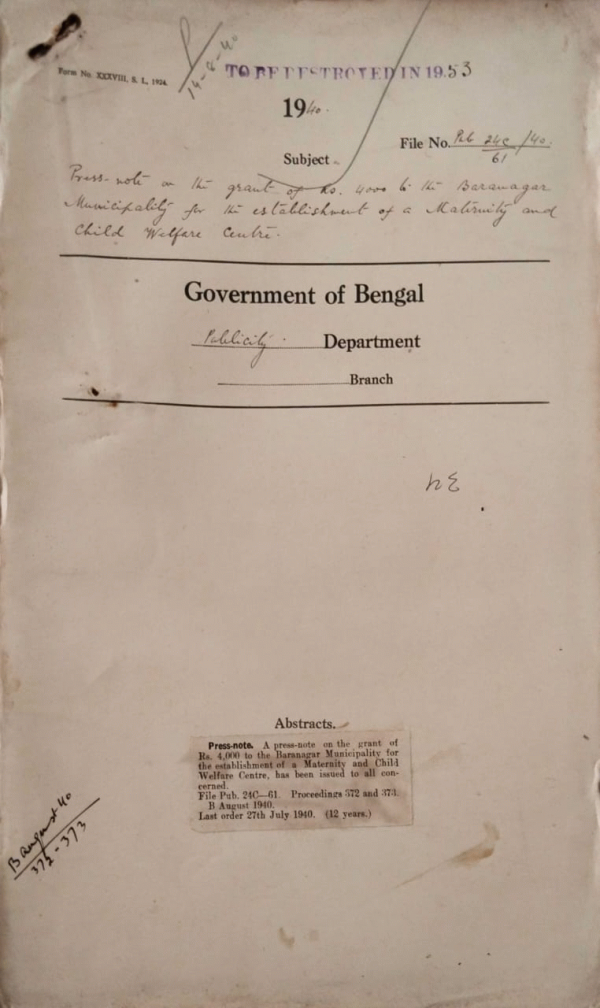 Form No. XXXVIII, S. L, 1924.
14-8-40
TO BE DESTROYED IN 1953
1940.
File No. Pub 24C/61 /40.
Subject
Press-note on the grant of Rs. 4000 to the Baranagar
Municipality for the establishment of a Maternity and
Child Welfare Centre.
Government of Bengal
Publicity. Department
Branch
Abstracts.
Press-note. A press-note on the grant of
Rs. 4,000 to the Baranagar Municipality for
the establishment of a Maternity and Child
Welfare Centre, has been issued to all con-
cerned.
File Pub. 24C—61. Proceedings 372 and 373.
B August 1940.
Last order 27th July 1940. (12 years.)
B August 40
372-373